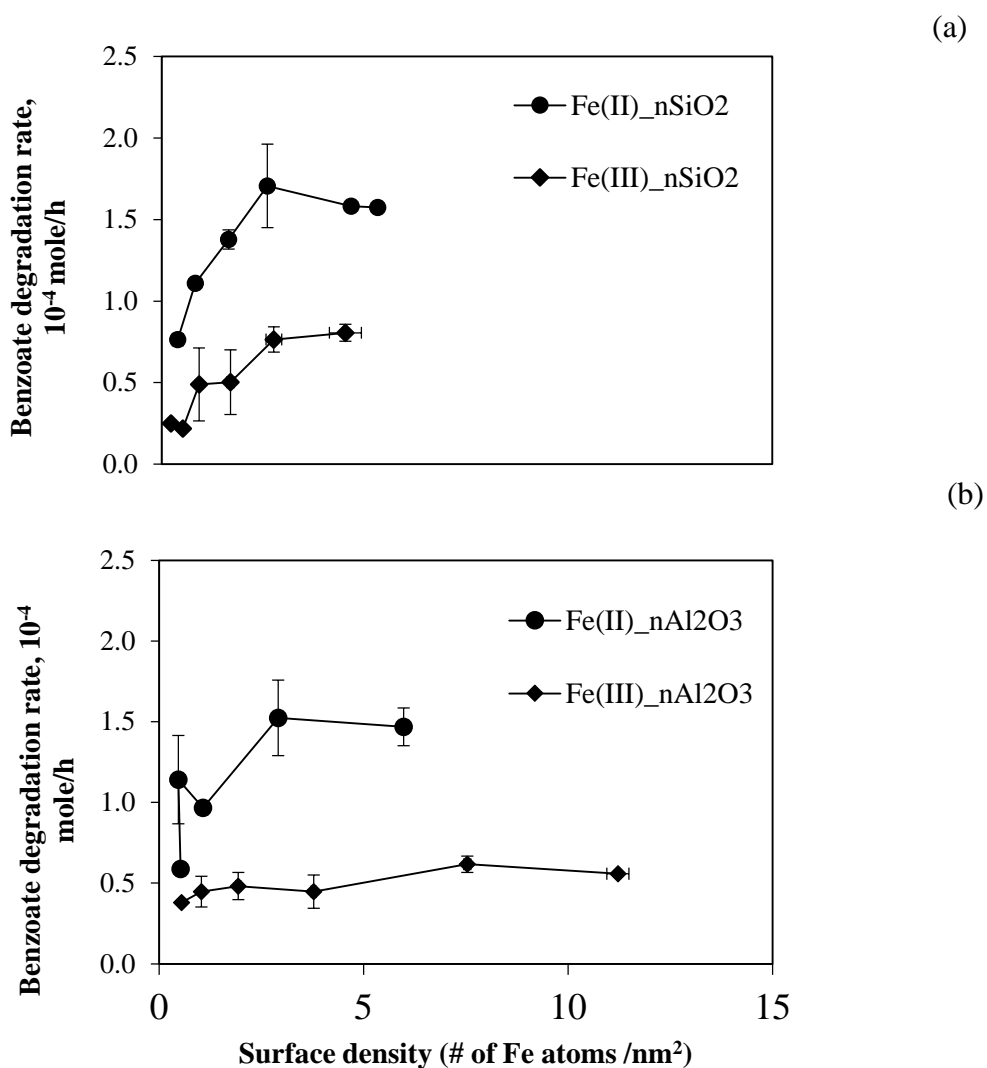 (a)
2.5
2.0
1.5
1.0
0.5
0.0
Benzoate degradation rate,
10-4 mole/h
Fe(II)_nSiO2
Fe(III)_nSiO2
(b)
2.5
2.0
1.5
1.0
0.5
0.0
Benzoate degradation rate, 10-4
mole/h
Fe(II)_nAl2O3
Fe(III)_nAl2O3
0 5 10 15
Surface density (# of Fe atoms /nm2)